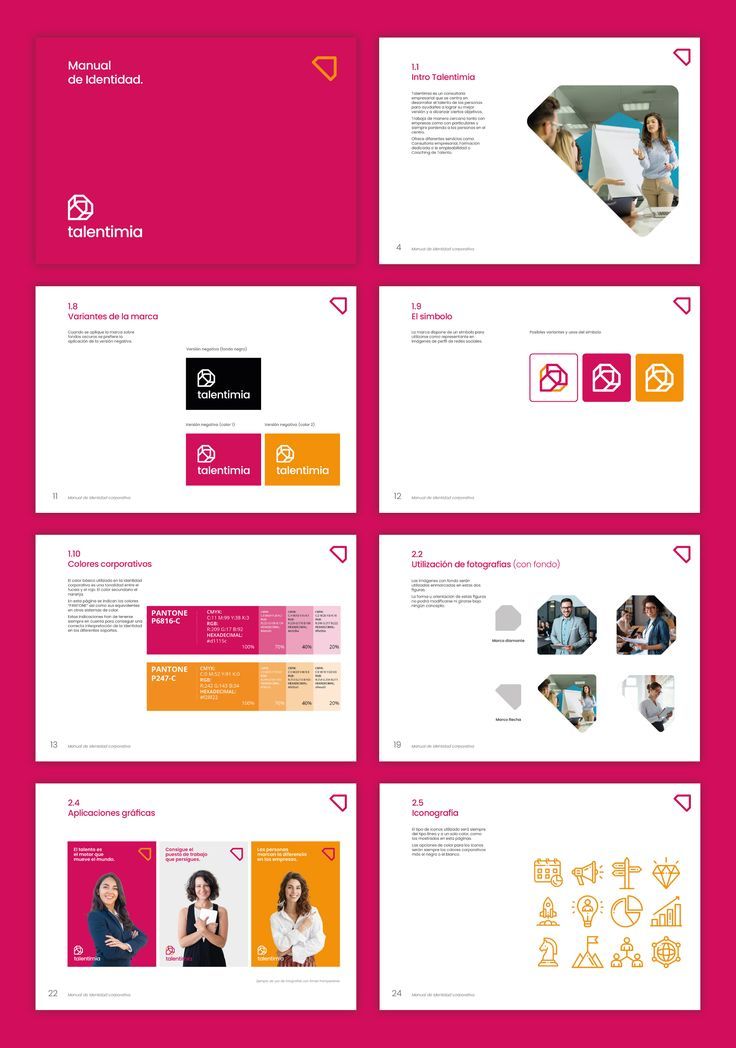 Manual
de Identidad.
talentimia
1.1
Intro Talentimia
Talentimia es una consultoría
empresarial que se centra en
desarrollar el talento de las personas
para ayudarles a lograr su mejor
versión y a alcanzar ciertos objetivos.
Trabaja de manera cercana tanto con
empresas como con particulares y
siempre poniendo a las personas en el
centro.
Ofrece diferentes servicios como
Consultoría empresarial, Formación
dedicada a la empleabilidad o
Coaching de Talento.
4
Manual de Identidad corporativa
1.8
Variantes de la marca
Cuando se aplique la marca sobre
fondos oscuros se prefiere la
aplicación de la versión negativa.
Versión negativa (fondo negro)
talentimia
Versión negativa (color 1)
Versión negativa (color 2)
talentimia
talentimia
11
Manual de Identidad corporativa
1.9
El símbolo
La marca dispone de un símbolo para
utilizarse como representante en
imágenes de perfil de redes sociales.
Posibles variantes y usos del símbolo
12
Manual de Identidad corporativa
1.10
Colores corporativos
El color básico utilizado en la identidad
corporativa es una tonalidad entre el
fucsia y el rojo. El color secundario el
naranja.
En esta página se indican los colores
"PANTONE" así como sus equivalentes
en otros sistemas de color.
Estas indicaciones han de tenerse
siempre en cuenta para conseguir una
correcta interpretación de la identidad
en los diferentes soportes.
PANTONE
P6816-C
CMYK:
C:11 M:99 Y:38 K:3
RGB:
R:209 G:17 B:92
HEXADECIMAL:
#d1115c
100%
70%
40%
20%
PANTONE
P247-C
CMYK:
C:0 M:52 Y:91 K:0
RGB:
R:242 G:143 B:34
HEXADECIMAL:
#f28f22
100%
70%
40%
20%
13
Manual de Identidad corporativa
2.2
Utilización de fotografías (con fondo)
Las imágenes con fondo serán
utilizadas enmarcadas en estas dos
figuras.
La forma y orientación de estas figuras
no podrá modificarse ni girarse bajo
ningún concepto.
Marco diamante
Marco flecha
19
Manual de Identidad corporativa
2.4
Aplicaciones gráficas
El talento es
el motor que
mueve el mundo.
talentimia
Consigue el
puesto de trabajo
que persigues.
talentimia
Las personas
marcan la diferencia
en las empresas.
talentimia
Ejemplo de uso de fotografías con fondo transparente
22
Manual de Identidad corporativa
2.5
Iconografía
El tipo de iconos utilizado será siempre
del tipo línea y a un solo color, como
los mostrados en esta página.
Las opciones de color para los iconos
serán siempre los colores corporativos
más el negro o el blanco.
24
Manual de Identidad corporativa